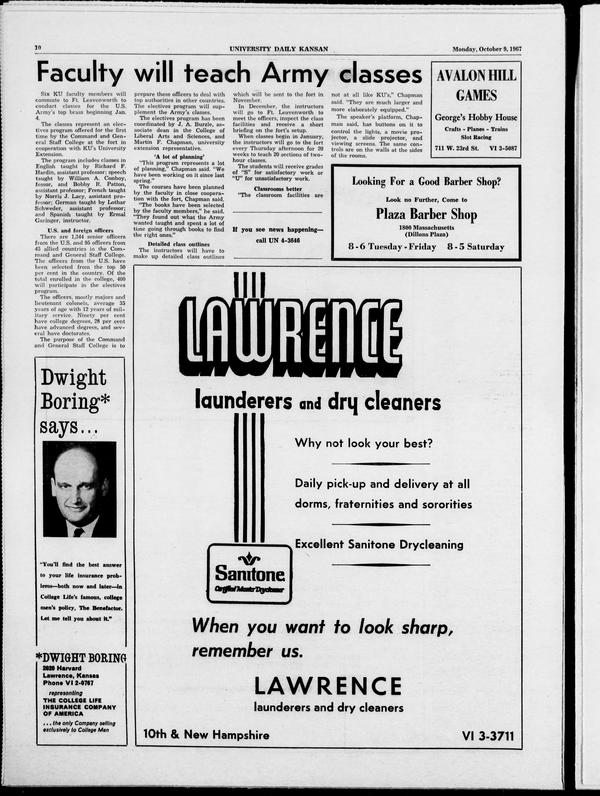 10
UNIVERSITY DAILY KANSAN
Monday, October 9, 1967
Faculty will teach Army classes
Six KU faculty members will
commute to Ft. Leavenworth to
conduct classes for the U.S.
Army's top brass beginning Jan.
4.
The classes represent an elec-
tives program offered for the first
time by the Command and Gen-
eral Staff College at the fort in
cooperation with KU's University
Extension.
The program includes classes in
English taught by Richard F.
Hardin, assistant professor; speech
taught by William A. Conboy,
fessor, and Bobby R. Patton,
assistant professor; French taught
by Norris J. Lacy, assistant pro-
fessor; German taught by Lothar
Schweder, assistant professor;
and Spanish taught by Ermal
Garinger, instructor.
U.S. and foreign officers
There are 1,344 senior officers
from the U.S. and 95 officers from
45 allied countries in the Com-
mand and General Staff College.
The officers from the U.S. have
been selected from the top 50
per cent in the country. Of the
total enrolled in the college, 400
will participate in the electives
program.
The officers, mostly majors and
lieutenant colonels, average 35
years of age with 12 years of mili-
tary service. Ninety per cent
have college degrees, 28 per cent
have advanced degrees, and sev-
eral have doctorates.
The purpose of the Command
and General Staff College is to
prepare these officers to deal with
top authorities in other countries.
The electives program will sup-
plement the Army's classes.
The electives program has been
coordinated by J. A. Burzle, as-
sociate dean in the College of
Liberal Arts and Sciences, and
Martin F. Chapman, university
extension representative.
'A lot of planning'
"This program represents a lot
of planning," Chapman said. "We
have been working on it since last
spring."
The courses have been planned
by the faculty in close coopera-
tion with the fort, Chapman said.
"The books have been selected
by the faculty members," he said.
"They found out what the Army
wanted taught and spent a lot of
time going through books to find
the right ones."
Detailed class outlines
The instructors will have to
make up detailed class outlines
which will be sent to the fort in
November.
In December, the instructors
will go to Ft. Leavenworth to
meet the officers, inspect the class
facilities and receive a short
briefing on the fort's setup.
When classes begin in January,
the instructors will go to the fort
every Thursday afternoon for 20
weeks to teach 20 sections of two-
hour classes.
The students will receive grades
of "S" for satisfactory work or
"U" for unsatisfactory work.
Classrooms better
"The classroom facilities are
If you see news happening—
call UN 4-3646
not at all like KU's," Chapman
said. "They are much larger and
more elaborately equipped."
The speaker's platform, Chap-
man said, has buttons on it to
control the lights, a movie pro-
jector, a slide projector, and
viewing screens. The same con-
trols are on the walls at the sides
of the rooms.
AVALON HILL
GAMES
George's Hobby House
Crafts - Planes - Trains
Slot Racing
711 W. 23rd St. VI 3-5087
Looking For a Good Barber Shop?
Look no Further, Come to
Plaza Barber Shop
1800 Massachusetts
(Dillons Plaza)
8-6 Tuesday-Friday 8-5 Saturday
Dwight
Boring*
says...
"You'll find the best answer
to your life insurance prob-
lems—both now and later—in
College Life's famous, college
men's policy, The Benefactor.
Let me tell you about it."
*DWIGHT BORING
2020 Harvard
Lawrence, Kansas
Phone VI 2-0767
representing
THE COLLEGE LIFE
INSURANCE COMPANY
OF AMERICA
...the only Company selling
exclusively to College Men
LAWRENCE
launderers and dry cleaners
Why not look your best?
Daily pick-up and delivery at all
dorms, fraternities and sororities
Excellent Sanitone Drycleaning
Sanitone
Certified Master Drycleaner
When you want to look sharp,
remember us.
LAWRENCE
launderers and dry cleaners
10th & New Hampshire
VI 3-3711